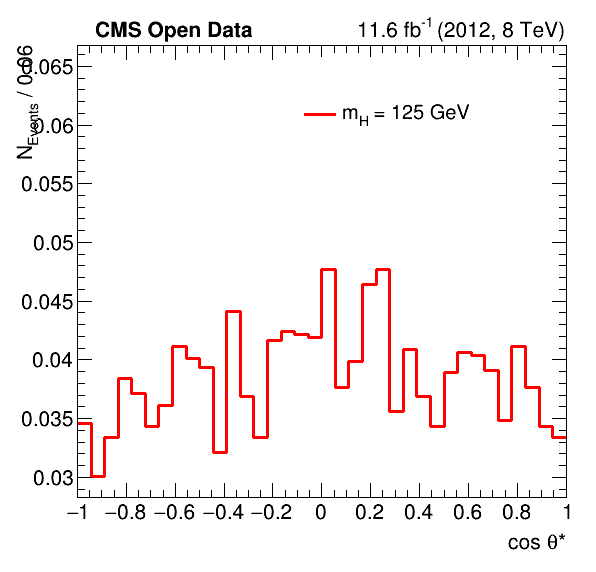 CMS Open Data 11.6 fb⁻¹ (2012, 8 TeV)
N_Events / 0.06
m_H = 125 GeV
0.065
0.06
0.055
0.05
0.045
0.04
0.035
0.03
−1 −0.8 −0.6 −0.4 −0.2 0 0.2 0.4 0.6 0.8 1
cos θ*